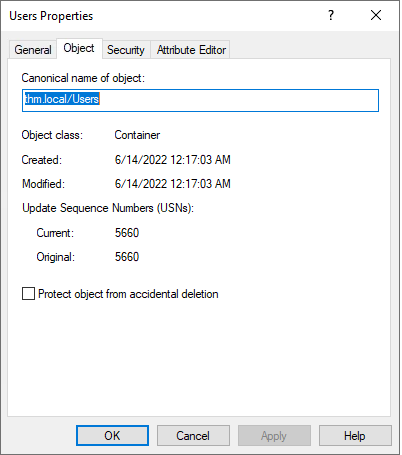 Users Properties
?
General Object Security Attribute Editor
Canonical name of object:
thm.local/Users
Object class: Container
Created: 6/14/2022 12:17:03 AM
Modified: 6/14/2022 12:17:03 AM
Update Sequence Numbers (USNs):
Current: 5660
Original: 5660
Protect object from accidental deletion
OK Cancel Apply Help